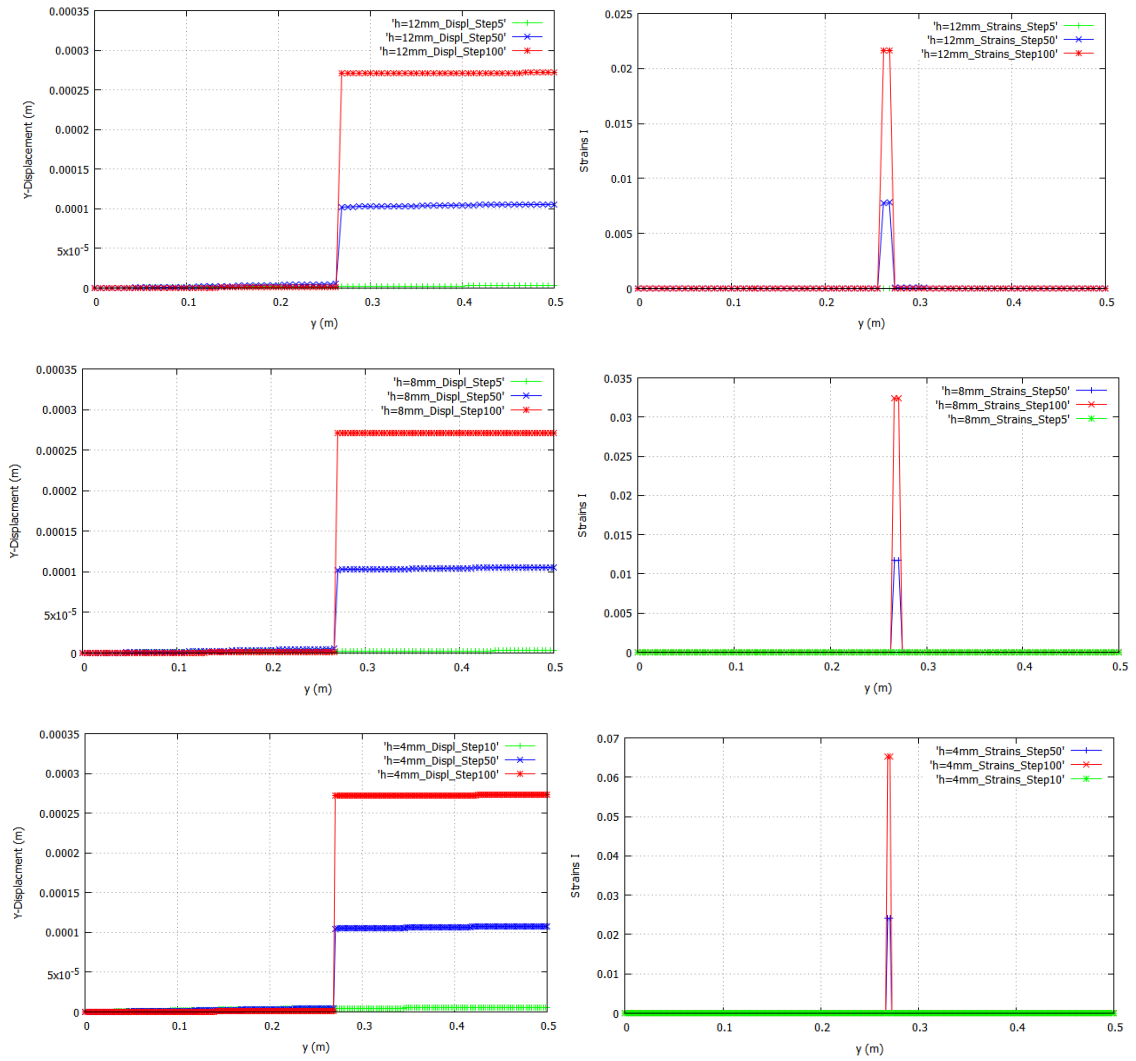 0.00035
0.0003
0.00025
0.0002
0.00015
0.0001
5x10-5
0
Y-Displacement (m)
'h=12mm_Displ_Step5'
'h=12mm_Displ_Step50'
'h=12mm_Displ_Step100'
0 0.1 0.2 0.3 0.4 0.5
y (m)
0.025
0.02
0.015
0.01
0.005
0
Strains I
'h=12mm_Strains_Step5'
'h=12mm_Strains_Step50'
'h=12mm_Strains_Step100'
0 0.1 0.2 0.3 0.4 0.5
y (m)
0.00035
0.0003
0.00025
0.0002
0.00015
0.0001
5x10-5
0
Y-Displacment (m)
'h=8mm_Displ_Step5'
'h=8mm_Displ_Step50'
'h=8mm_Displ_Step100'
0 0.1 0.2 0.3 0.4 0.5
y (m)
0.035
0.03
0.025
0.02
0.015
0.01
0.005
0
Strains I
'h=8mm_Strains_Step50'
'h=8mm_Strains_Step100'
'h=8mm_Strains_Step5'
0 0.1 0.2 0.3 0.4 0.5
y (m)
0.00035
0.0003
0.00025
0.0002
0.00015
0.0001
5x10-5
0
Y-Displacment (m)
'h=4mm_Displ_Step10'
'h=4mm_Displ_Step50'
'h=4mm_Displ_Step100'
0 0.1 0.2 0.3 0.4 0.5
y (m)
0.07
0.06
0.05
0.04
0.03
0.02
0.01
0
Strains I
'h=4mm_Strains_Step50'
'h=4mm_Strains_Step100'
'h=4mm_Strains_Step10'
0 0.1 0.2 0.3 0.4 0.5
y (m)